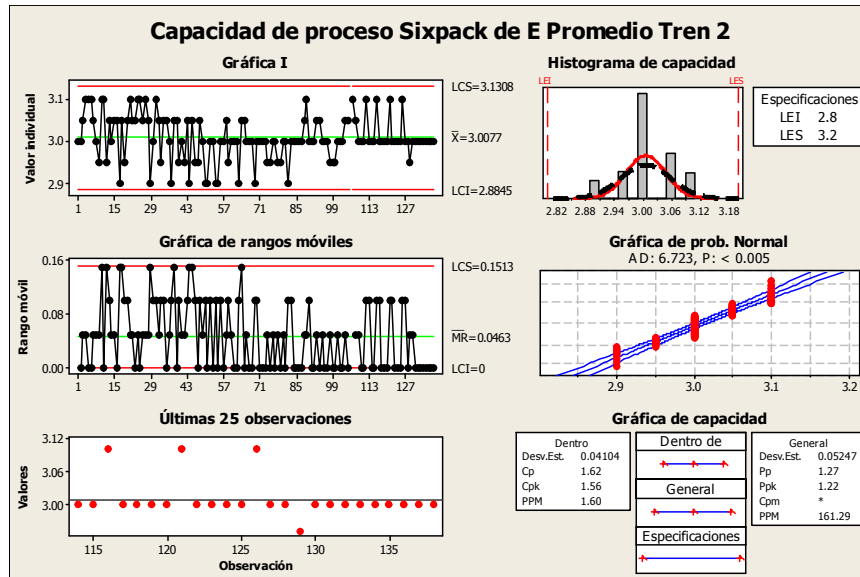 Capacidad de proceso Sixpack de E Promedio Tren 2
Gráfica I
Valor individual
3.1
3.0
2.9
1 15 29 43 57 71 85 99 113 127
LCS=3.1308
X=3.0077
LCI=2.8845
Histograma de capacidad
LEI LES
2.82 2.88 2.94 3.00 3.06 3.12 3.18
Especificaciones
LEI 2.8
LES 3.2
Gráfica de rangos móviles
Rango móvil
0.16
0.08
0.00
1 15 29 43 57 71 85 99 113 127
LCS=0.1513
MR=0.0463
LCI=0
Gráfica de prob. Normal
AD: 6.723, P: < 0.005
2.9 3.0 3.1 3.2
Últimas 25 observaciones
Valores
3.12
3.06
3.00
115 120 125 130 135
Observación
Gráfica de capacidad
Dentro
Desv.Est. 0.04104
Cp 1.62
Cpk 1.56
PPM 1.60
Dentro de
General
Especificaciones
General
Desv.Est. 0.05247
Pp 1.27
Ppk 1.22
Cpm *
PPM 161.29